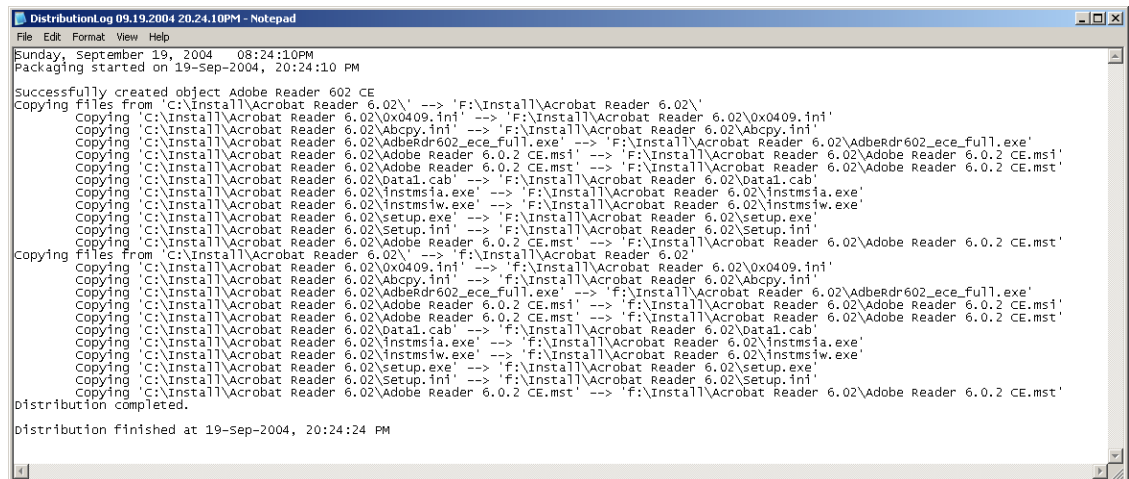 DistributionLog 09.19.2004 20.24.10PM - Notepad
File Edit Format View Help
Sunday, September 19, 2004   08:24:10PM
Packaging started on 19-Sep-2004, 20:24:10 PM
Successfully created object Adobe Reader 602 CE
Copying files from 'C:\Install\Acrobat Reader 6.02\' --> 'F:\Install\Acrobat Reader 6.02\'
Copying 'C:\Install\Acrobat Reader 6.02\0x0409.ini' --> 'F:\Install\Acrobat Reader 6.02\0x0409.ini'
Copying 'C:\Install\Acrobat Reader 6.02\Abcpy.ini' --> 'F:\Install\Acrobat Reader 6.02\Abcpy.ini'
Copying 'C:\Install\Acrobat Reader 6.02\AdbeRdr602_ece_full.exe' --> 'F:\Install\Acrobat Reader 6.02\AdbeRdr602_ece_full.exe'
Copying 'C:\Install\Acrobat Reader 6.02\Adobe Reader 6.0.2 CE.msi' --> 'F:\Install\Acrobat Reader 6.02\Adobe Reader 6.0.2 CE.msi'
Copying 'C:\Install\Acrobat Reader 6.02\Adobe Reader 6.0.2 CE.mst' --> 'F:\Install\Acrobat Reader 6.02\Adobe Reader 6.0.2 CE.mst'
Copying 'C:\Install\Acrobat Reader 6.02\Data1.cab' --> 'F:\Install\Acrobat Reader 6.02\Data1.cab'
Copying 'C:\Install\Acrobat Reader 6.02\instmsia.exe' --> 'F:\Install\Acrobat Reader 6.02\instmsia.exe'
Copying 'C:\Install\Acrobat Reader 6.02\instmsiw.exe' --> 'F:\Install\Acrobat Reader 6.02\instmsiw.exe'
Copying 'C:\Install\Acrobat Reader 6.02\setup.exe' --> 'F:\Install\Acrobat Reader 6.02\setup.exe'
Copying 'C:\Install\Acrobat Reader 6.02\Setup.ini' --> 'F:\Install\Acrobat Reader 6.02\Setup.ini'
Copying 'C:\Install\Acrobat Reader 6.02\Adobe Reader 6.0.2 CE.mst' --> 'F:\Install\Acrobat Reader 6.02\Adobe Reader 6.0.2 CE.mst'
Copying files from 'C:\Install\Acrobat Reader 6.02\' --> 'f:\Install\Acrobat Reader 6.02'
Copying 'C:\Install\Acrobat Reader 6.02\0x0409.ini' --> 'f:\Install\Acrobat Reader 6.02\0x0409.ini'
Copying 'C:\Install\Acrobat Reader 6.02\Abcpy.ini' --> 'f:\Install\Acrobat Reader 6.02\Abcpy.ini'
Copying 'C:\Install\Acrobat Reader 6.02\AdbeRdr602_ece_full.exe' --> 'f:\Install\Acrobat Reader 6.02\AdbeRdr602_ece_full.exe'
Copying 'C:\Install\Acrobat Reader 6.02\Adobe Reader 6.0.2 CE.msi' --> 'f:\Install\Acrobat Reader 6.02\Adobe Reader 6.0.2 CE.msi'
Copying 'C:\Install\Acrobat Reader 6.02\Adobe Reader 6.0.2 CE.mst' --> 'f:\Install\Acrobat Reader 6.02\Adobe Reader 6.0.2 CE.mst'
Copying 'C:\Install\Acrobat Reader 6.02\Data1.cab' --> 'f:\Install\Acrobat Reader 6.02\Data1.cab'
Copying 'C:\Install\Acrobat Reader 6.02\instmsia.exe' --> 'f:\Install\Acrobat Reader 6.02\instmsia.exe'
Copying 'C:\Install\Acrobat Reader 6.02\instmsiw.exe' --> 'f:\Install\Acrobat Reader 6.02\instmsiw.exe'
Copying 'C:\Install\Acrobat Reader 6.02\setup.exe' --> 'f:\Install\Acrobat Reader 6.02\setup.exe'
Copying 'C:\Install\Acrobat Reader 6.02\Setup.ini' --> 'f:\Install\Acrobat Reader 6.02\Setup.ini'
Copying 'C:\Install\Acrobat Reader 6.02\Adobe Reader 6.0.2 CE.mst' --> 'f:\Install\Acrobat Reader 6.02\Adobe Reader 6.0.2 CE.mst'
Distribution completed.
Distribution finished at 19-Sep-2004, 20:24:24 PM